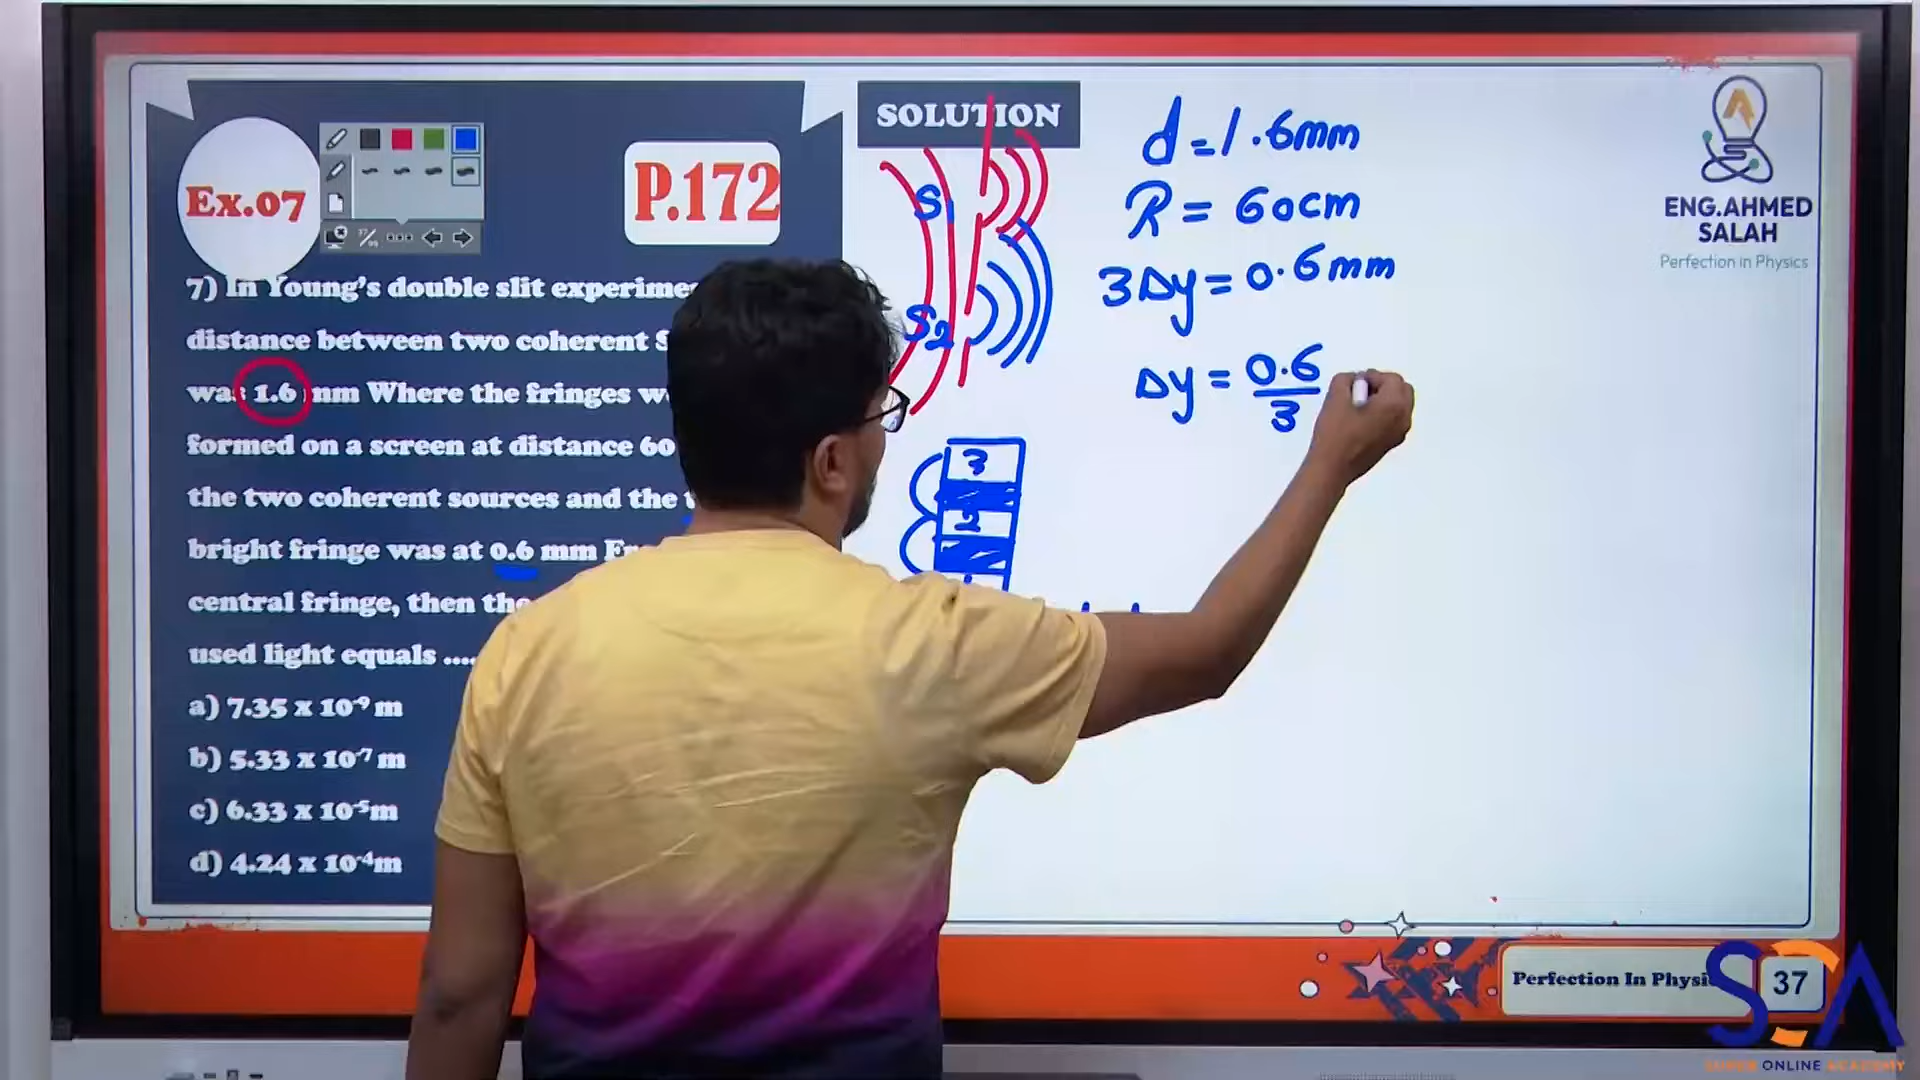 Ex.07
P.172
7) In Young's double slit
distance between two coherent
was 1.6 mm Where the fringes
formed on a screen at distance 60
the two coherent sources and the
bright fringe was at 0.6 mm
central fringe, then the
used light equals ....
a) 7.35 x 10⁻⁹ m
b) 5.33 x 10⁻⁷ m
c) 6.33 x 10⁻⁵m
d) 4.24 x 10⁻⁴m
SOLUTION
S1
S2
3
2
d = 1.6mm
R = 60cm
3Δy = 0.6mm
Δy = 0.6/3
ENG.AHMED
SALAH
Perfection in Physics
Perfection In
37
SCA
ONLINE ACADEMY